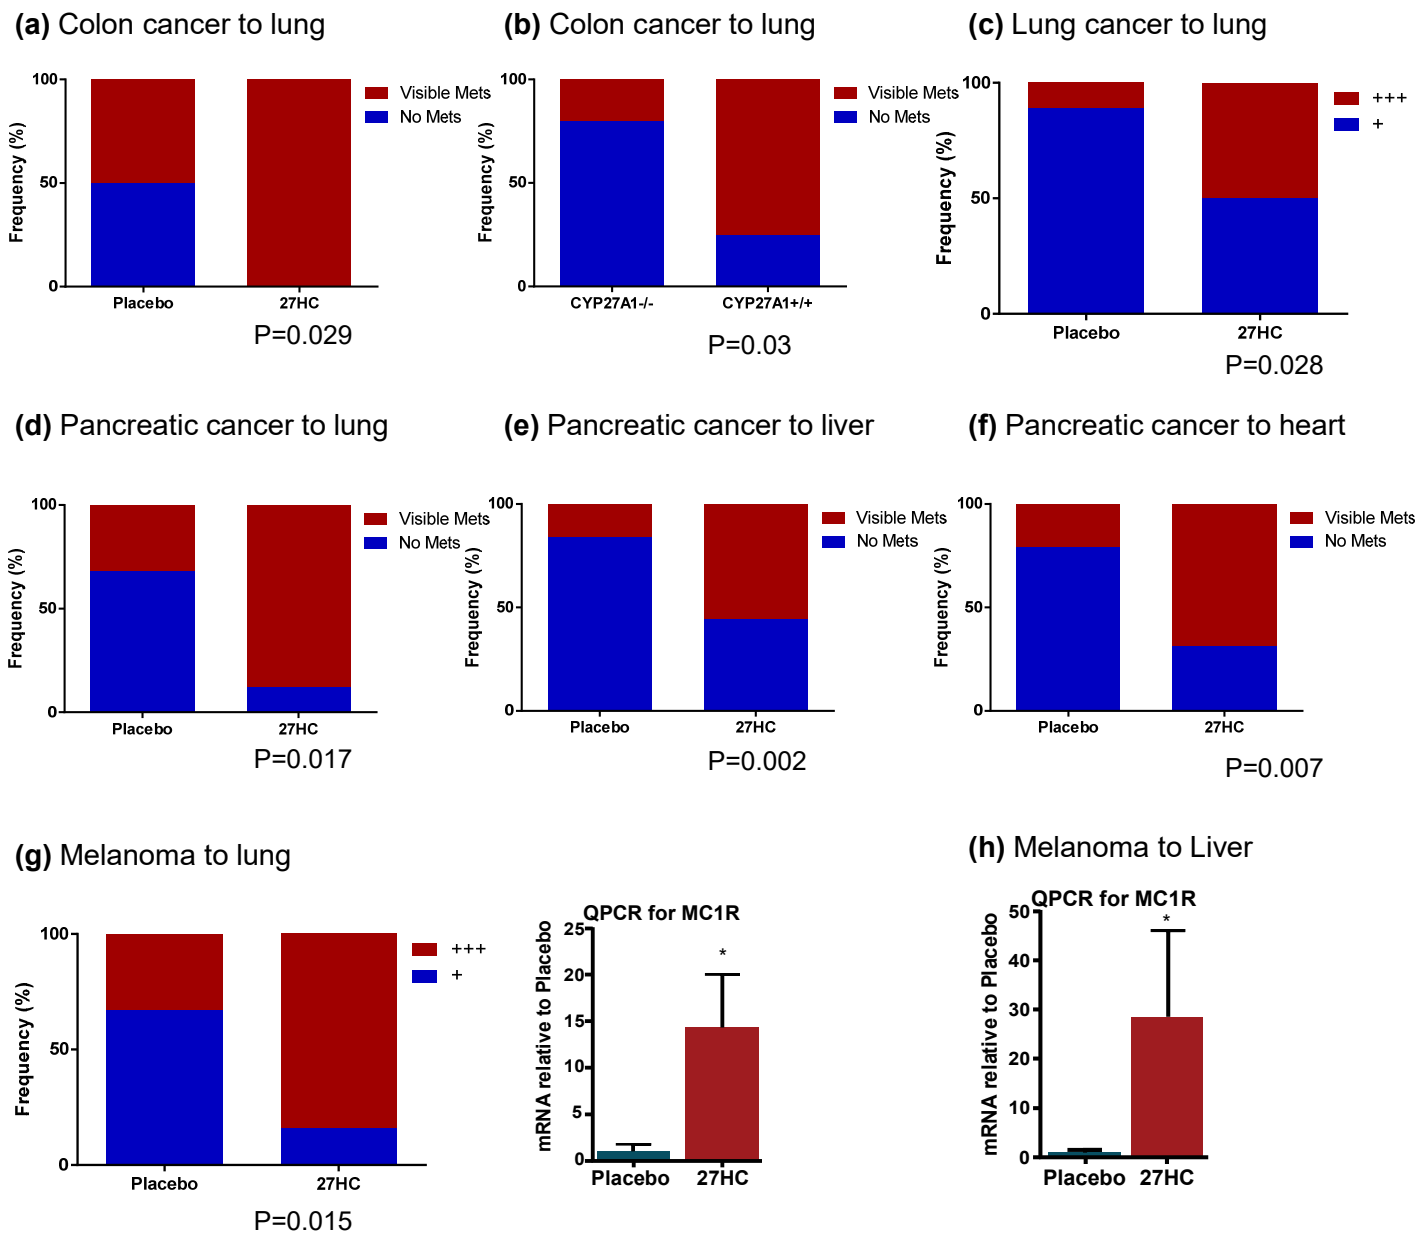 (a) Colon cancer to lung
100
50
0
Frequency (%)
Visible Mets
No Mets
Placebo
27HC
P=0.029
(b) Colon cancer to lung
100
50
0
Frequency (%)
Visible Mets
No Mets
CYP27A1-/-
CYP27A1+/+
P=0.03
(c) Lung cancer to lung
100
50
0
Frequency (%)
+++
+
Placebo
27HC
P=0.028
(d) Pancreatic cancer to lung
100
50
0
Frequency (%)
Visible Mets
No Mets
Placebo
27HC
P=0.017
(e) Pancreatic cancer to liver
100
50
0
Frequency (%)
Visible Mets
No Mets
Placebo
27HC
P=0.002
(f) Pancreatic cancer to heart
100
50
0
Frequency (%)
Visible Mets
No Mets
Placebo
27HC
P=0.007
(g) Melanoma to lung
100
50
0
Frequency (%)
+++
+
Placebo
27HC
P=0.015
QPCR for MC1R
25
20
15
10
5
0
mRNA relative to Placebo
*
Placebo
27HC
(h) Melanoma to Liver
QPCR for MC1R
50
40
30
20
10
0
mRNA relative to Placebo
*
Placebo
27HC